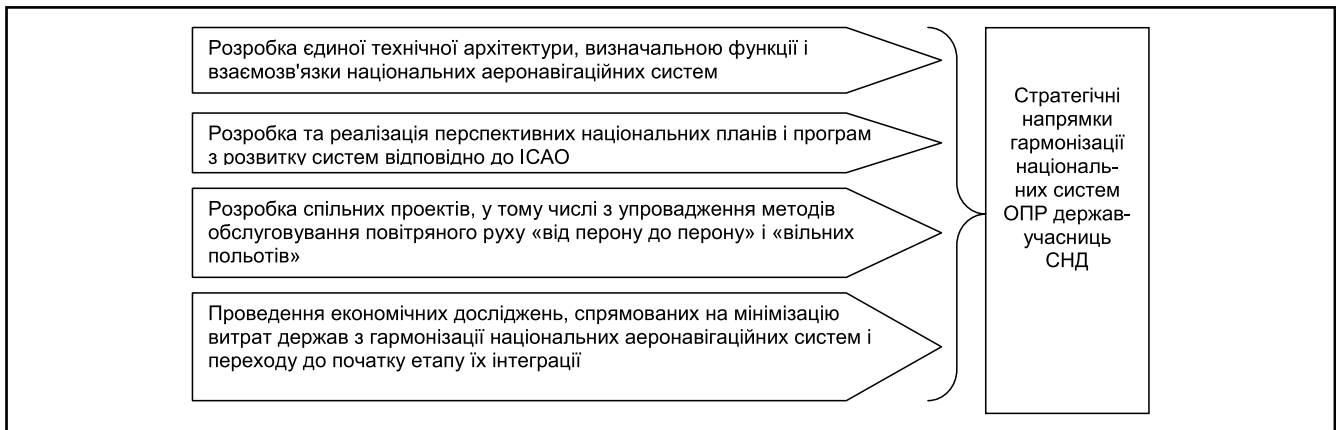 Розробка єдиної технічної архітектури, визначальною функції і
взаємозв'язки національних аеронавігаційних систем
Розробка та реалізація перспективних національних планів і програм
з розвитку систем відповідно до ІСАО
Розробка спільних проектів, у тому числі з упровадження методів
обслуговування повітряного руху «від перону до перону» і «вільних
польотів»
Проведення економічних досліджень, спрямованих на мінімізацію
витрат держав з гармонізації національних аеронавігаційних систем і
переходу до початку етапу їх інтеграції
Стратегічні
напрямки
гармонізації
національ-
них систем
ОПР держав-
учасниць
СНД